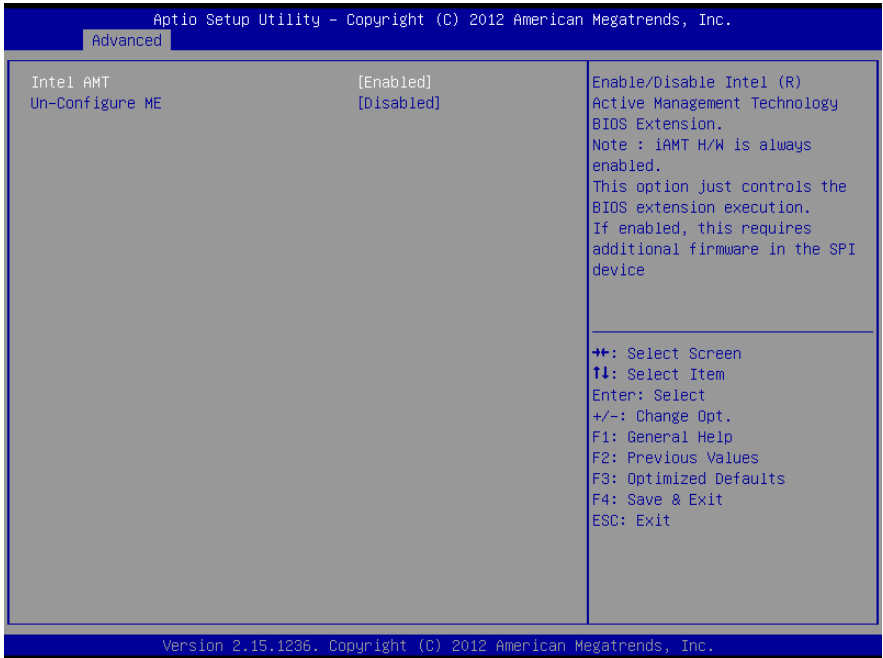 Aptio Setup Utility - Copyright (C) 2012 American Megatrends, Inc.
Advanced
Intel AMT [Enabled]
Un-Configure ME [Disabled]
Enable/Disable Intel (R)
Active Management Technology
BIOS Extension.
Note : iAMT H/W is always
enabled.
This option just controls the
BIOS extension execution.
If enabled, this requires
additional firmware in the SPI
device
→←: Select Screen
↑↓: Select Item
Enter: Select
+/-: Change Opt.
F1: General Help
F2: Previous Values
F3: Optimized Defaults
F4: Save & Exit
ESC: Exit
Version 2.15.1236. Copyright (C) 2012 American Megatrends, Inc.